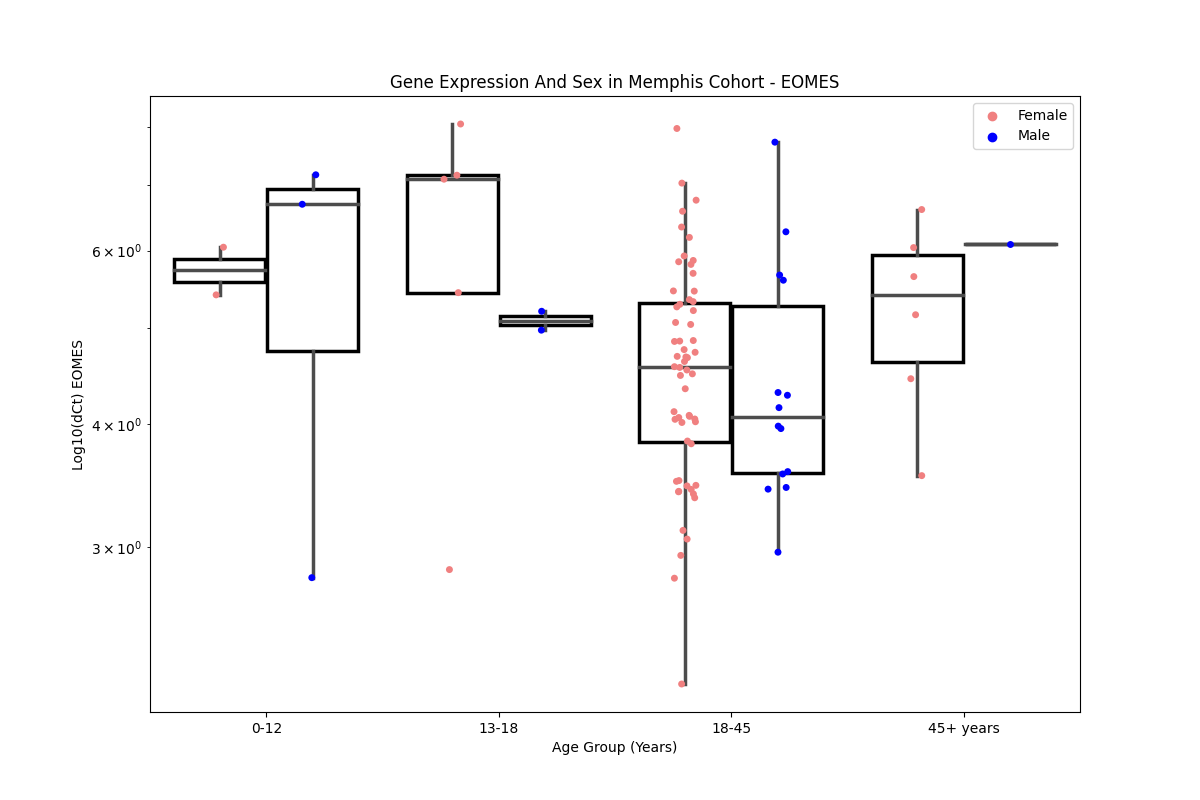 Gene Expression And Sex in Memphis Cohort - EOMES
Female
Male
Log10(dCt) EOMES
6 × 10⁰
4 × 10⁰
3 × 10⁰
0-12
13-18
18-45
45+ years
Age Group (Years)